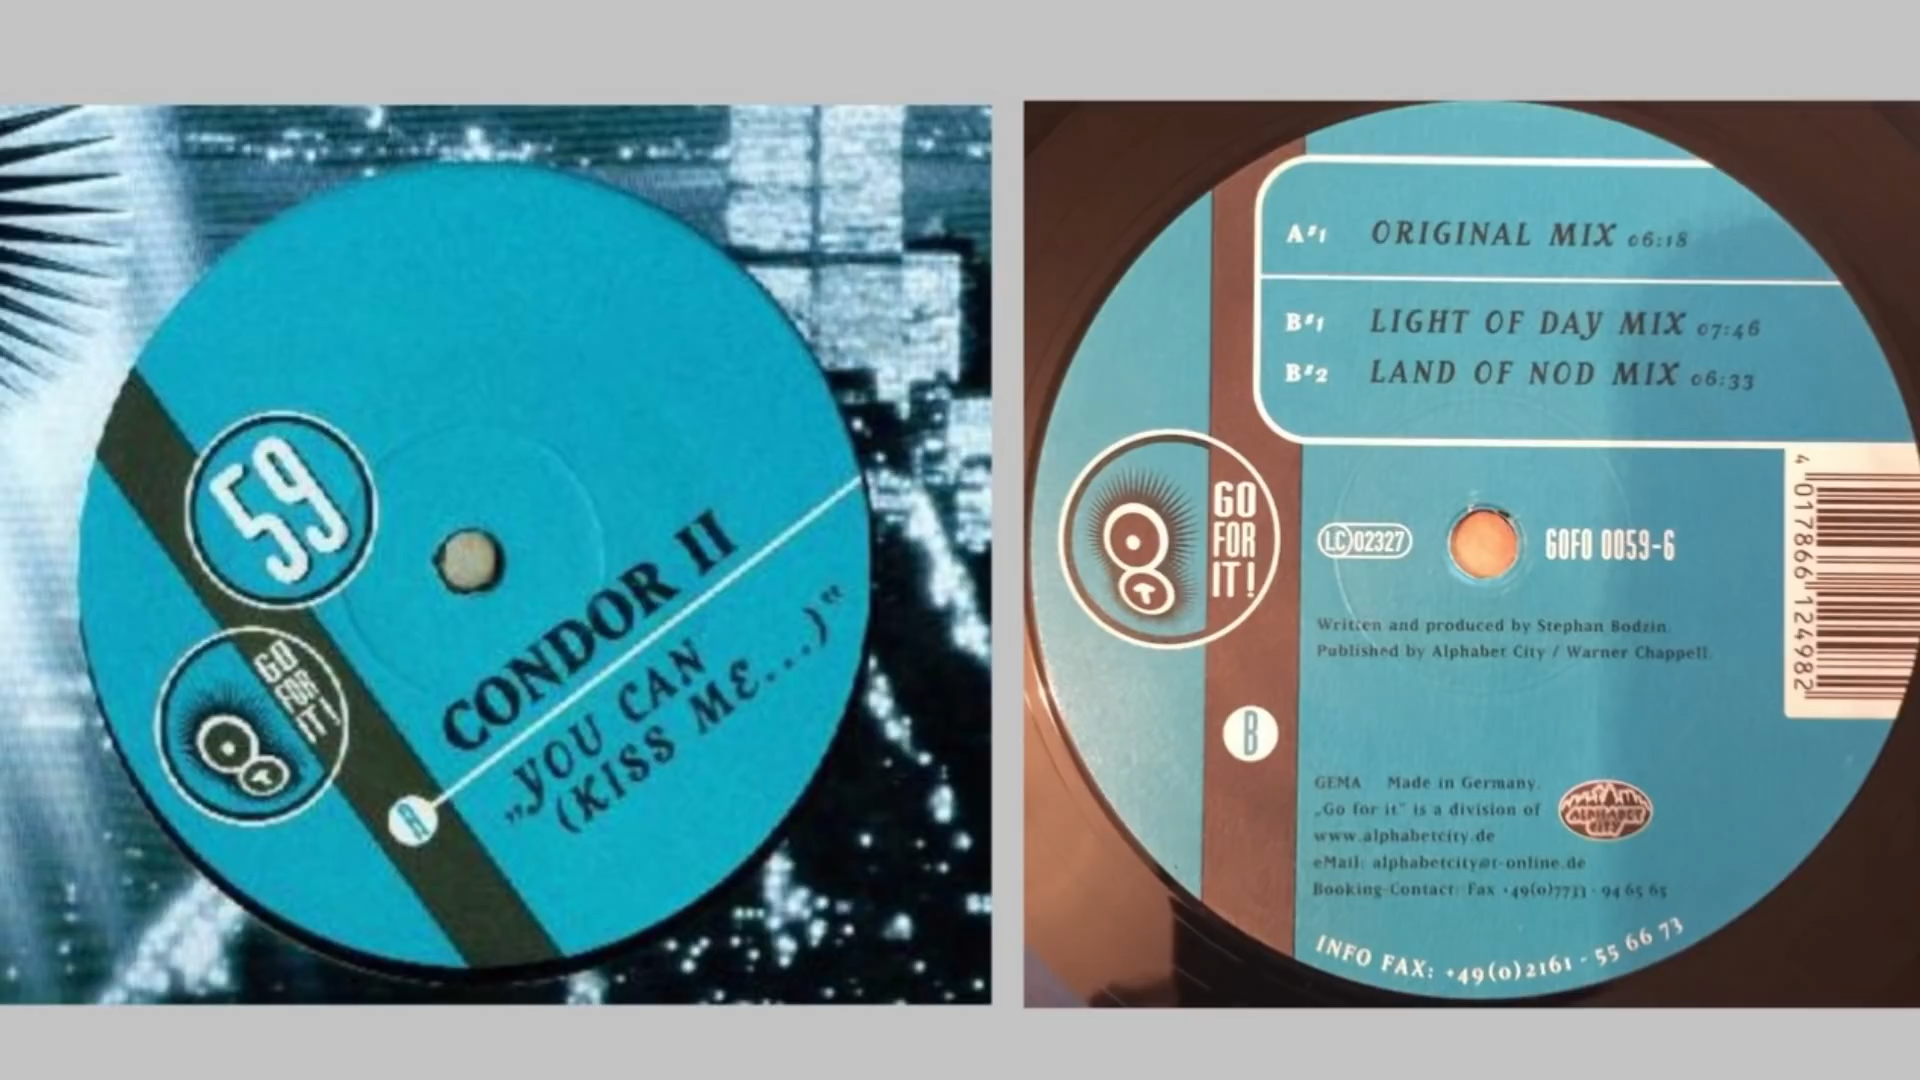 59
GO
FOR
IT!
CONDOR II
A
„YOU CAN
(KISS ME...)“
A#1 ORIGINAL MIX 06:18
B#1 LIGHT OF DAY MIX 07:46
B#2 LAND OF NOD MIX 06:33
GO
FOR
IT!
LC 02327
GOFO 0059-6
4 017866 124982
Written and produced by Stephan Bodzin.
Published by Alphabet City / Warner Chappell.
B
GEMA Made in Germany.
„Go for it“ is a division of
ALPHABET
CITY
www.alphabetcity.de
eMail: alphabetcity@t-online.de
Booking-Contact: Fax +49(0)7733 - 94 65 65
INFO FAX: +49(0)2161 - 55 66 73